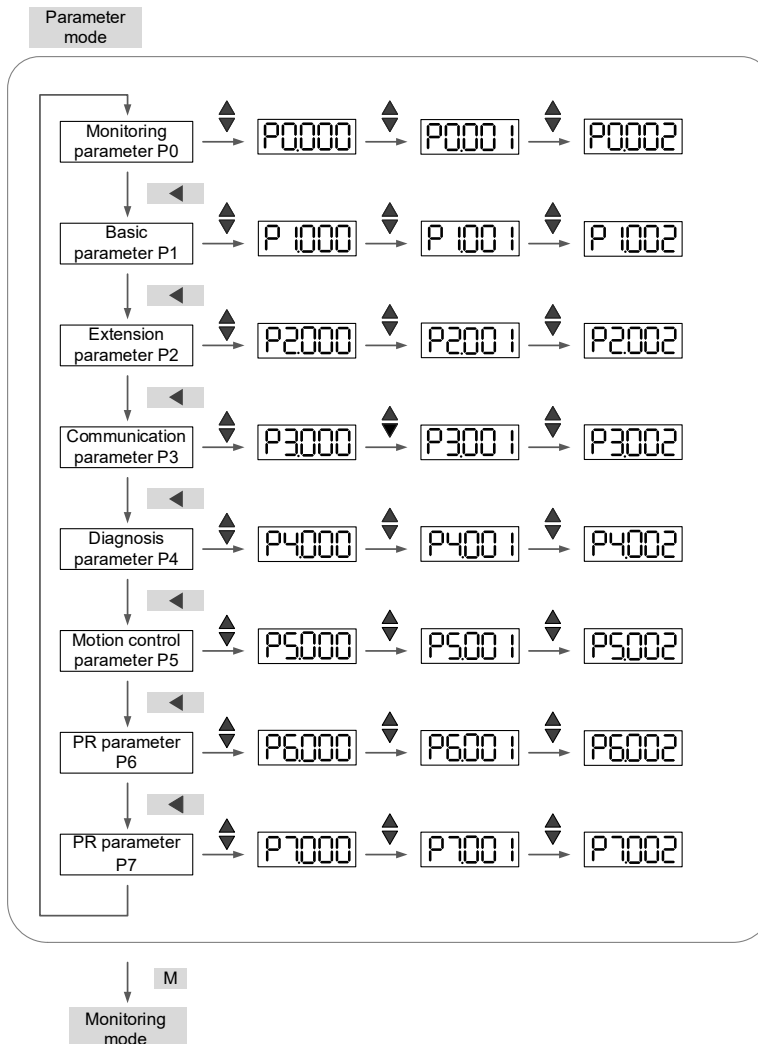 Parameter
mode
Monitoring
parameter P0
P0.000
P0.001
P0.002
Basic
parameter P1
P1.000
P1.001
P1.002
Extension
parameter P2
P2.000
P2.001
P2.002
Communication
parameter P3
P3.000
P3.001
P3.002
Diagnosis
parameter P4
P4.000
P4.001
P4.002
Motion control
parameter P5
P5.000
P5.001
P5.002
PR parameter
P6
P6.000
P6.001
P6.002
PR parameter
P7
P7.000
P7.001
P7.002
M
Monitoring
mode